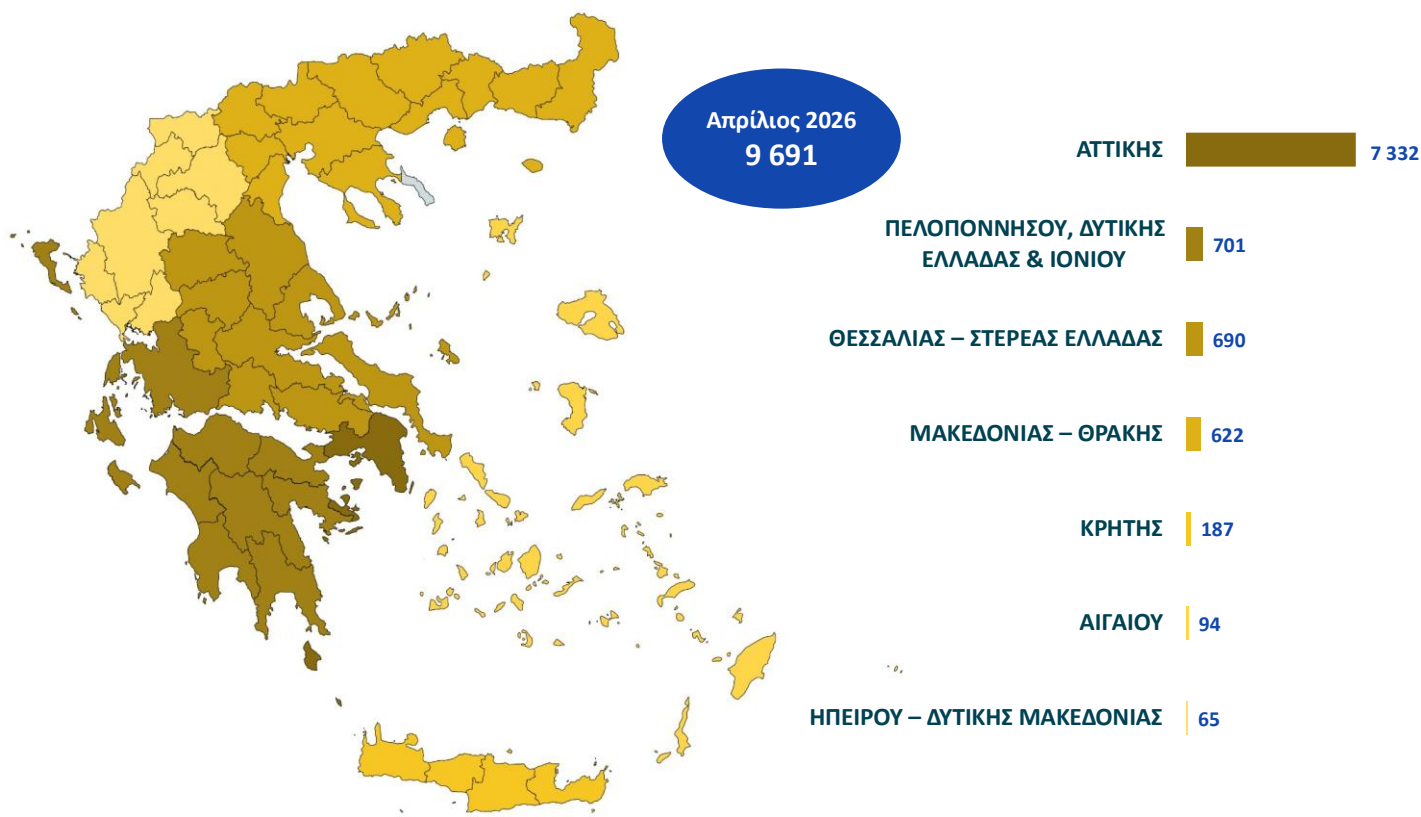 Απρίλιος 2026
9 691
ΑΤΤΙΚΗΣ
7 332
ΠΕΛΟΠΟΝΝΗΣΟΥ, ΔΥΤΙΚΗΣ
ΕΛΛΑΔΑΣ & ΙΟΝΙΟΥ
701
ΘΕΣΣΑΛΙΑΣ – ΣΤΕΡΕΑΣ ΕΛΛΑΔΑΣ
690
ΜΑΚΕΔΟΝΙΑΣ – ΘΡΑΚΗΣ
622
ΚΡΗΤΗΣ
187
ΑΙΓΑΙΟΥ
94
ΗΠΕΙΡΟΥ – ΔΥΤΙΚΗΣ ΜΑΚΕΔΟΝΙΑΣ
65